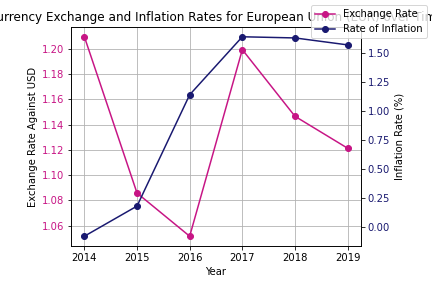 urrency Exchange and Inflation Rates for European Union
Exchange Rate
Rate of Inflation
1.20
1.18
1.16
1.14
1.12
1.10
1.08
1.06
Exchange Rate Against USD
1.50
1.25
1.00
0.75
0.50
0.25
0.00
Inflation Rate (%)
2014 2015 2016 2017 2018 2019
Year